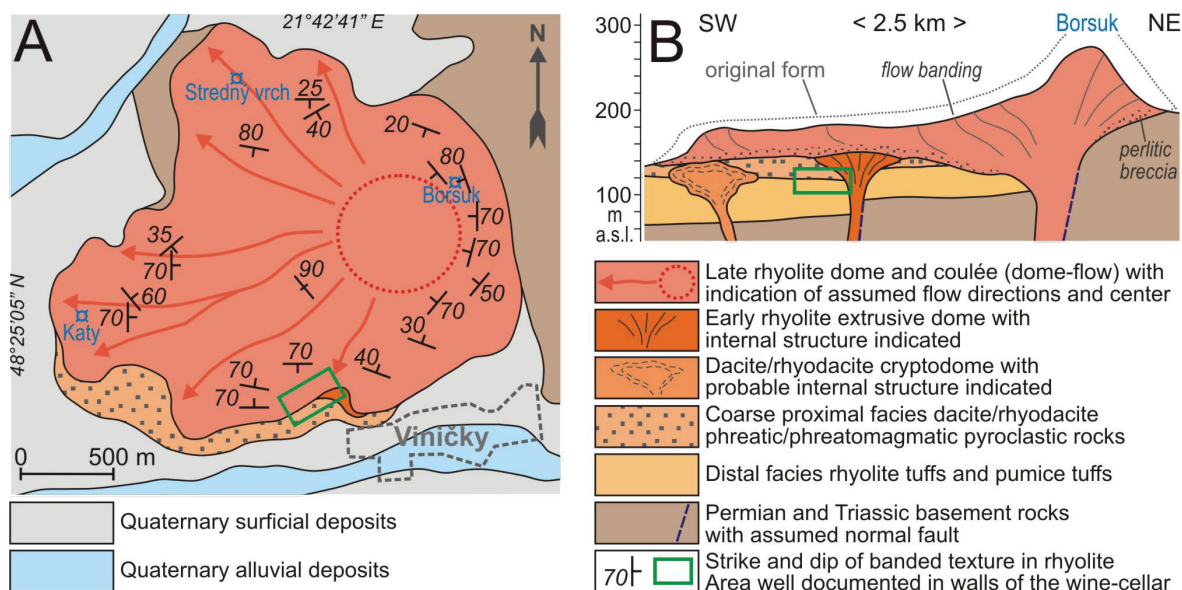 A
21°42'41" E
N
Stredný vrch
25
40
80
20
80
Borsuk
70
70
50
70
30
40
35
70
60
70
Katy
90
70
70
70
48°25'05" N
Viničky
0 500 m
Quaternary surficial deposits
Quaternary alluvial deposits
B
SW < 2.5 km > NE
Borsuk
300
200
100
m
a.s.l.
original form
flow banding
perlitic
breccia
Late rhyolite dome and coulée (dome-flow) with
indication of assumed flow directions and center
Early rhyolite extrusive dome with
internal structure indicated
Dacite/rhyodacite cryptodome with
probable internal structure indicated
Coarse proximal facies dacite/rhyodacite
phreatic/phreatomagmatic pyroclastic rocks
Distal facies rhyolite tuffs and pumice tuffs
Permian and Triassic basement rocks
with assumed normal fault
70 Strike and dip of banded texture in rhyolite
Area well documented in walls of the wine-cellar